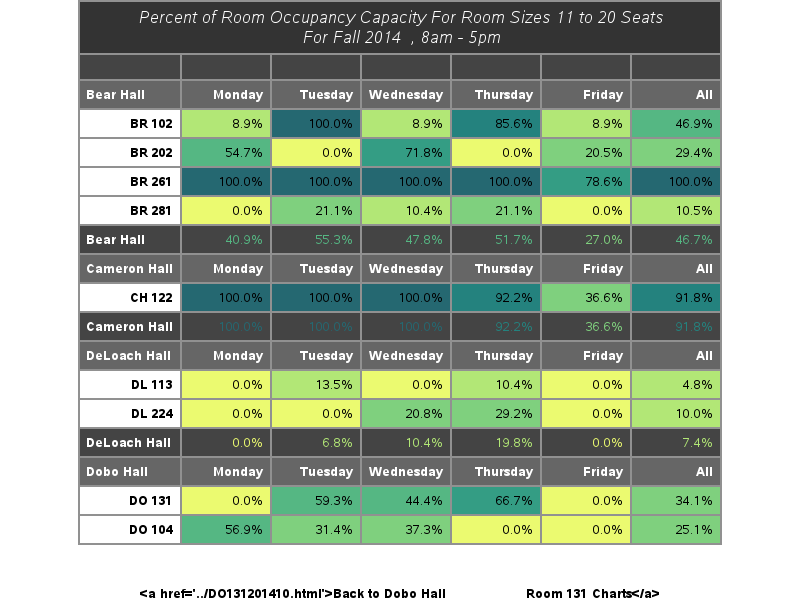 Percent of Room Occupancy Capacity For Room Sizes 11 to 20 Seats
For Fall 2014 , 8am - 5pm
Bear Hall Monday Tuesday Wednesday Thursday Friday All
BR 102 8.9% 100.0% 8.9% 85.6% 8.9% 46.9%
BR 202 54.7% 0.0% 71.8% 0.0% 20.5% 29.4%
BR 261 100.0% 100.0% 100.0% 100.0% 78.6% 100.0%
BR 281 0.0% 21.1% 10.4% 21.1% 0.0% 10.5%
Bear Hall 40.9% 55.3% 47.8% 51.7% 27.0% 46.7%
Cameron Hall Monday Tuesday Wednesday Thursday Friday All
CH 122 100.0% 100.0% 100.0% 92.2% 36.6% 91.8%
Cameron Hall 100.0% 100.0% 100.0% 92.2% 36.6% 91.8%
DeLoach Hall Monday Tuesday Wednesday Thursday Friday All
DL 113 0.0% 13.5% 0.0% 10.4% 0.0% 4.8%
DL 224 0.0% 0.0% 20.8% 29.2% 0.0% 10.0%
DeLoach Hall 0.0% 6.8% 10.4% 19.8% 0.0% 7.4%
Dobo Hall Monday Tuesday Wednesday Thursday Friday All
DO 131 0.0% 59.3% 44.4% 66.7% 0.0% 34.1%
DO 104 56.9% 31.4% 37.3% 0.0% 0.0% 25.1%
<a href='../DO131201410.html'>Back to Dobo Hall Room 131 Charts</a>